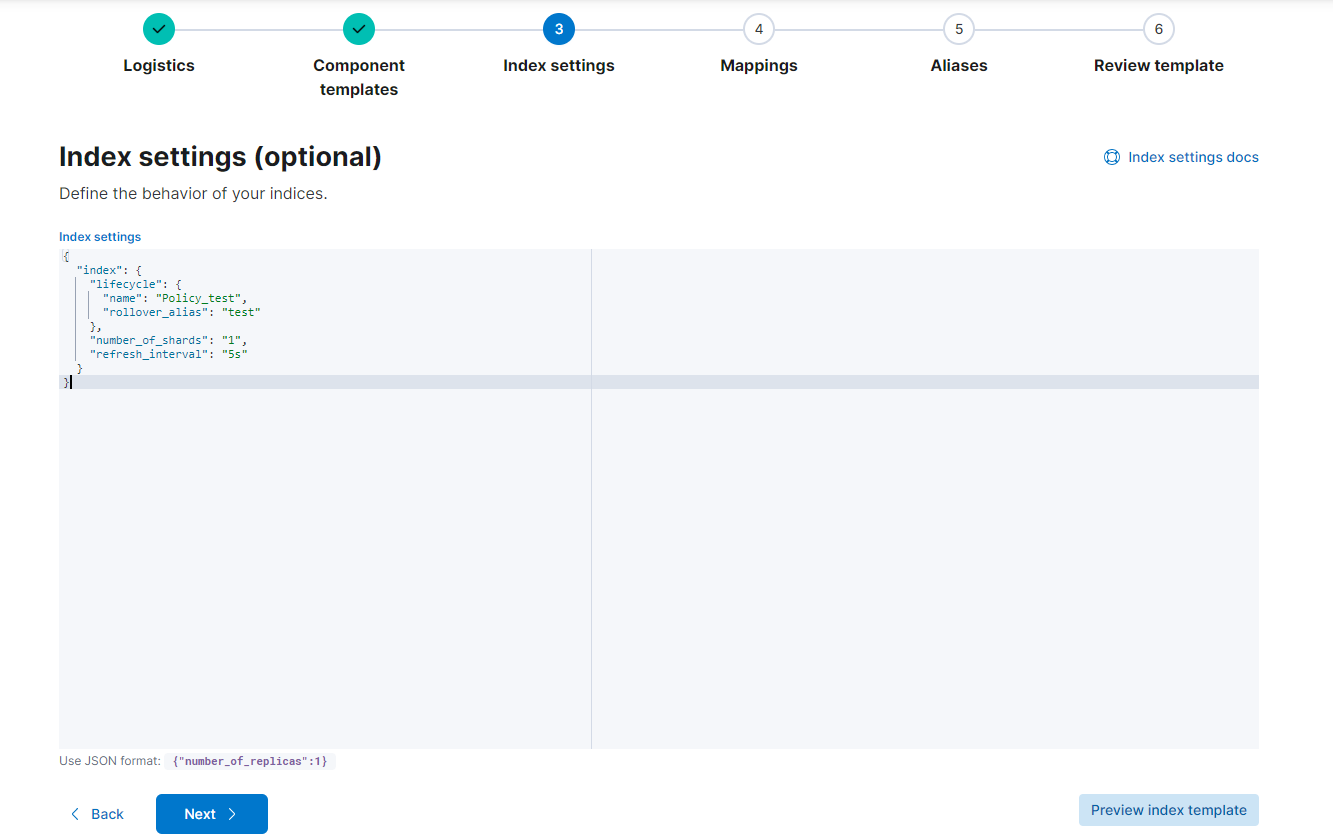 3
4
5
6
Logistics
Component
templates
Index settings
Mappings
Aliases
Review template
Index settings (optional)
Index settings docs
Define the behavior of your indices.
Index settings
{
  "index": {
    "lifecycle": {
      "name": "Policy_test",
      "rollover_alias": "test"
    },
    "number_of_shards": "1",
    "refresh_interval": "5s"
  }
}
Use JSON format: {"number_of_replicas":1}
Back
Next
Preview index template